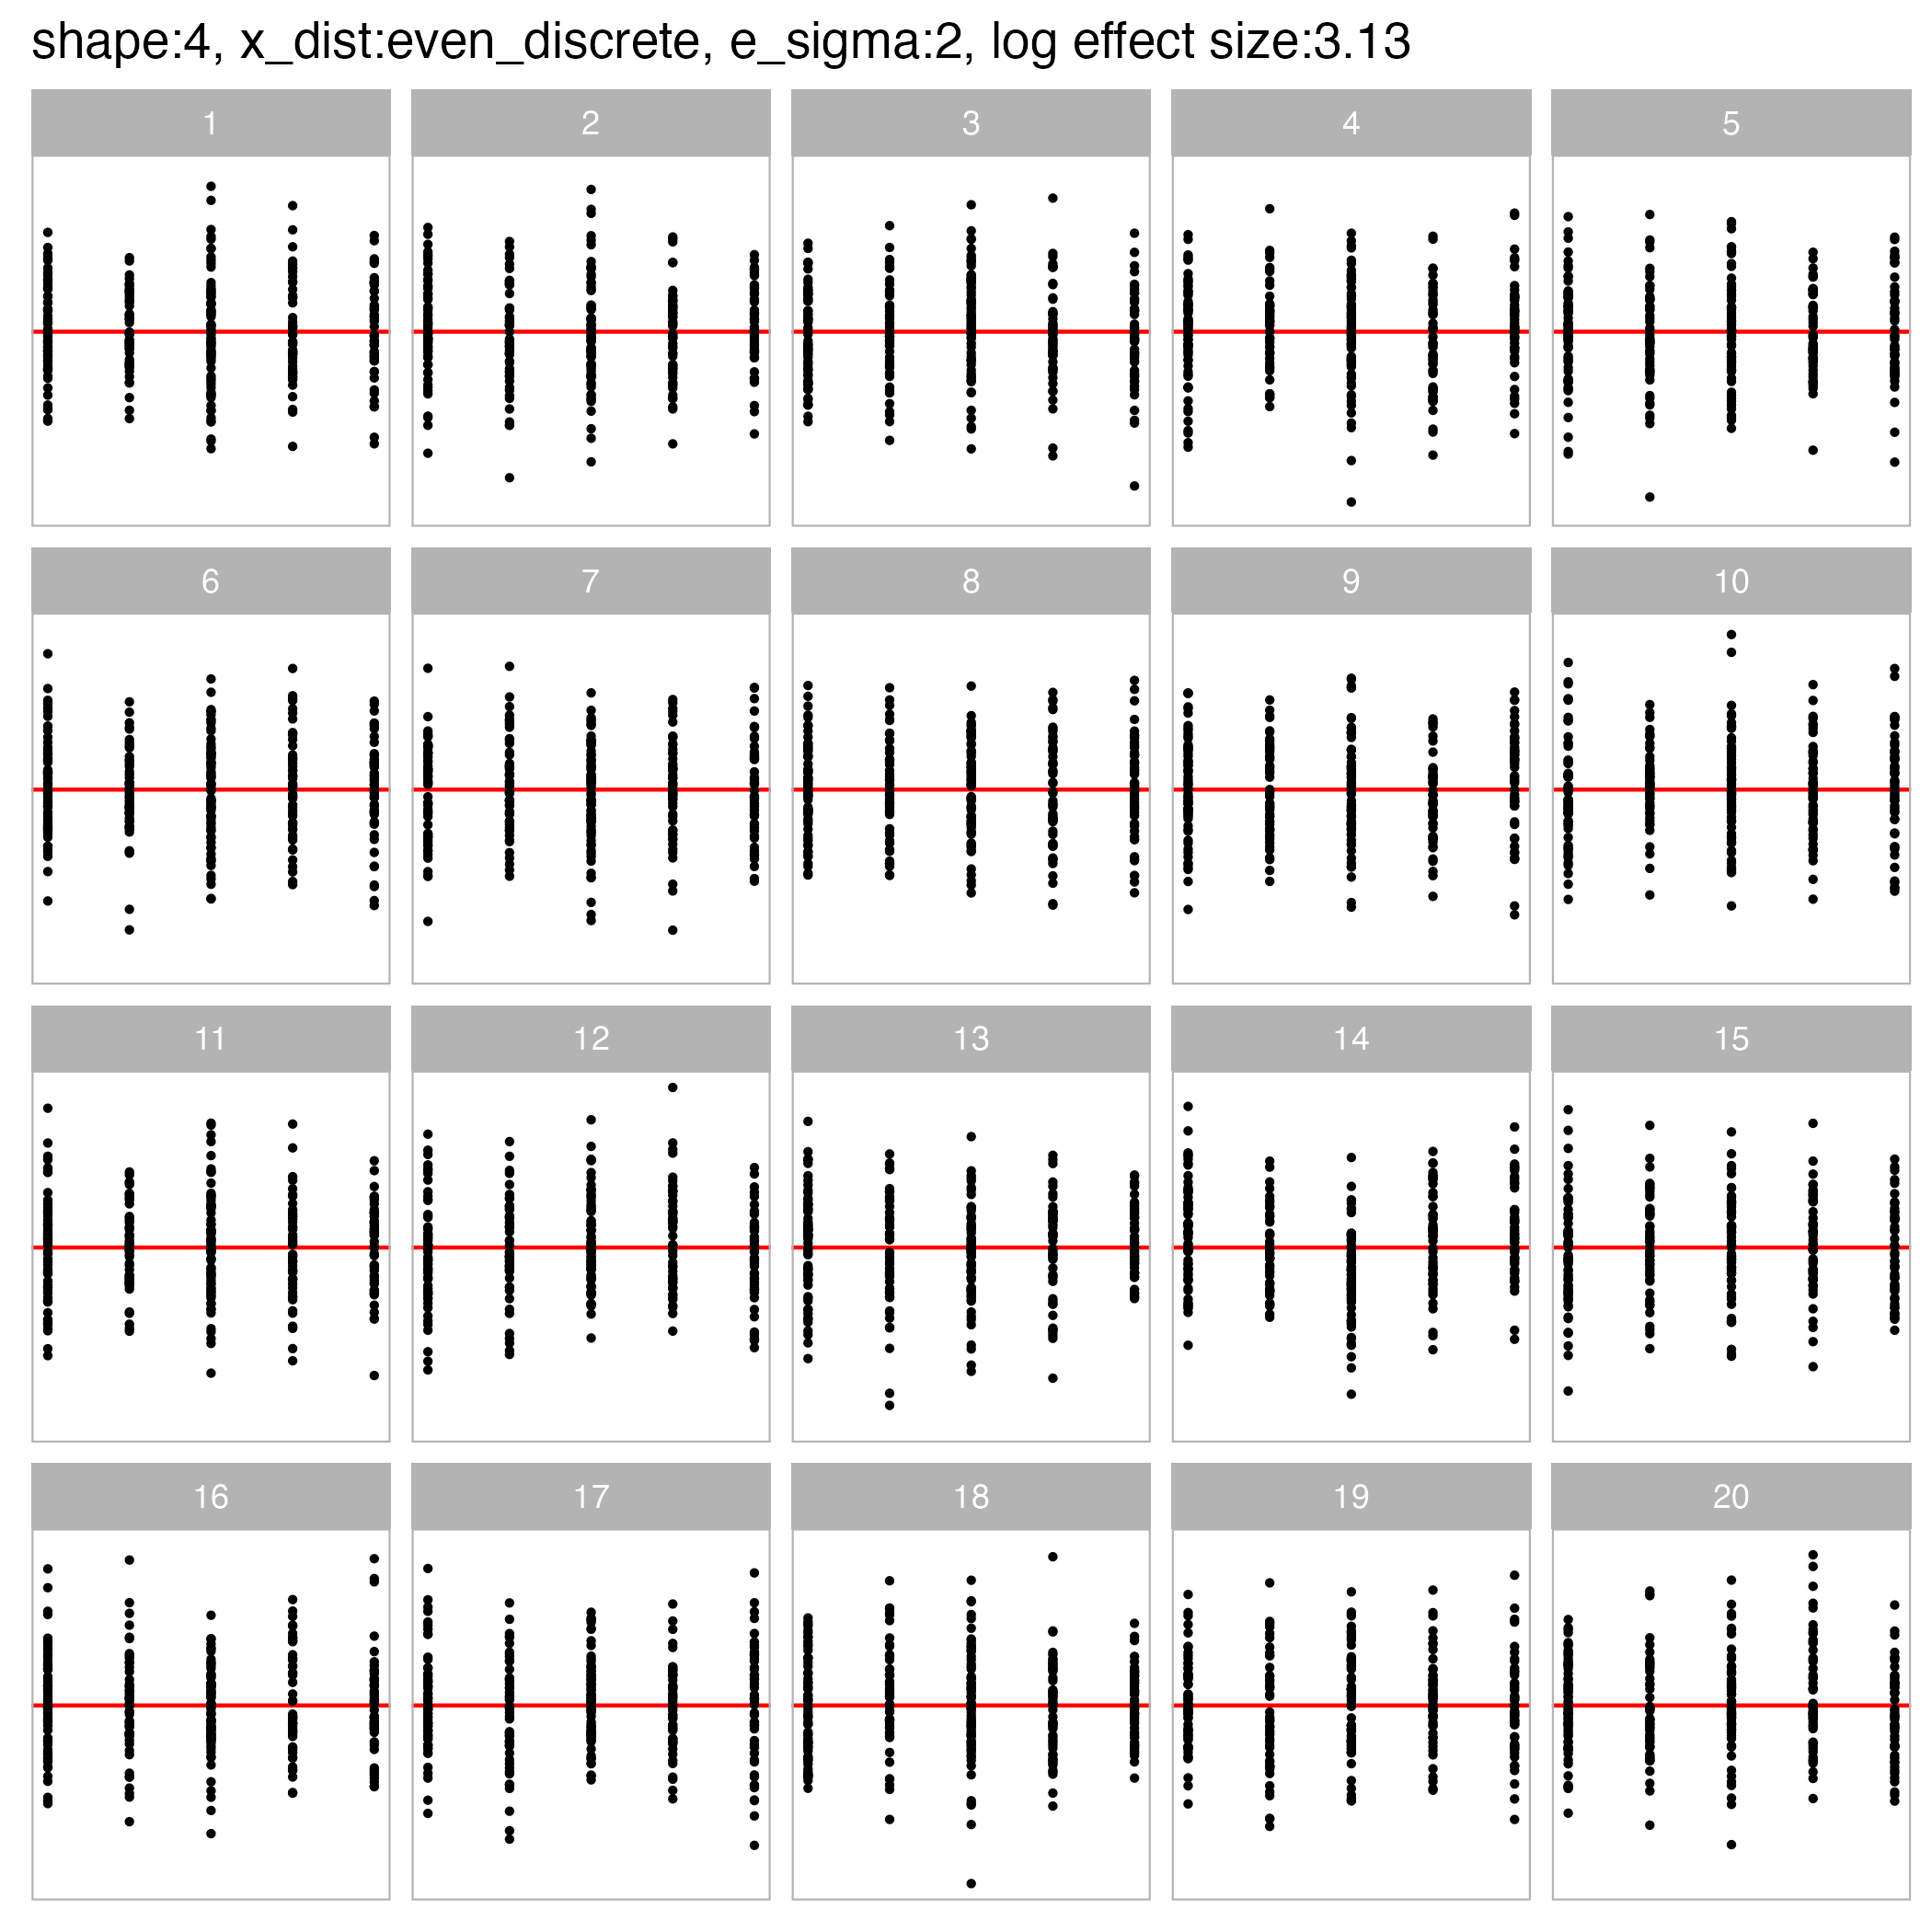 shape:4, x_dist:even_discrete, e_sigma:2, log effect size:3.13
1 2 3 4 5
6 7 8 9 10
11 12 13 14 15
16 17 18 19 20